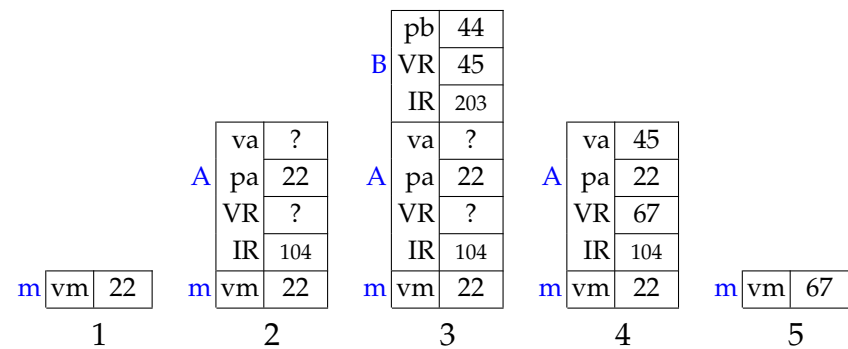 pb 44
B VR 45
IR 203
va ? va ? va 45
A pa 22 A pa 22 A pa 22
VR ? VR ? VR 67
IR 104 IR 104 IR 104
m vm 22 m vm 22 m vm 22 m vm 22 m vm 67
1 2 3 4 5